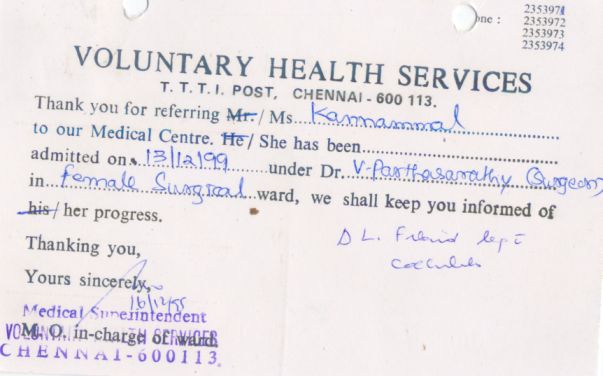 2353971
one : 2353972
2353973
2353974
VOLUNTARY HEALTH SERVICES
T. T. T. I. POST, CHENNAI - 600 113.
Thank you for referring Mr. / Ms. Kannammal
to our Medical Centre. He / She has been
admitted on 13/12/99 under Dr. V. Parthasarathy (Surgeon)
in Female Surgical ward, we shall keep you informed of
his / her progress.
D L.
Thanking you,
Yours sincerely,
Medical Superintendent
VOLUNTARY HEALTH SERVICES
M. O. in-charge of ward.
CHENNAI-600113.